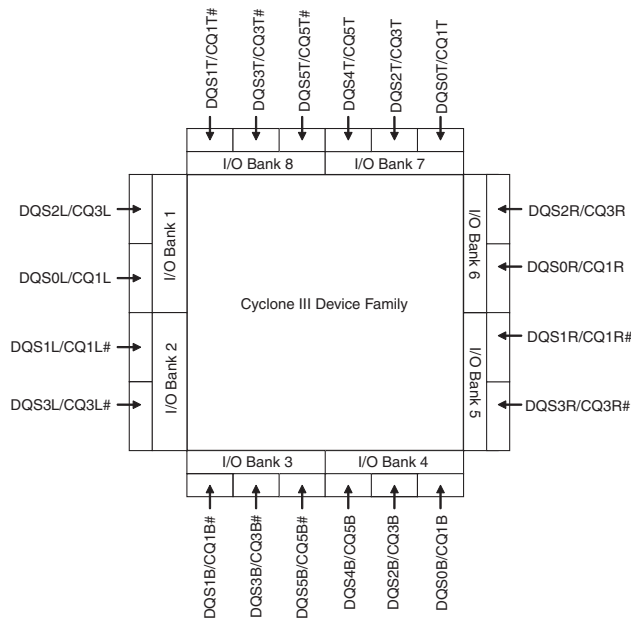 DQS1T/CQ1T#
DQS3T/CQ3T#
DQS5T/CQ5T#
DQS4T/CQ5T
DQS2T/CQ3T
DQS0T/CQ1T
I/O Bank 8
I/O Bank 7
DQS2L/CQ3L
DQS0L/CQ1L
DQS1L/CQ1L#
DQS3L/CQ3L#
I/O Bank 1
I/O Bank 2
Cyclone III Device Family
I/O Bank 6
I/O Bank 5
DQS2R/CQ3R
DQS0R/CQ1R
DQS1R/CQ1R#
DQS3R/CQ3R#
I/O Bank 3
I/O Bank 4
DQS1B/CQ1B#
DQS3B/CQ3B#
DQS5B/CQ5B#
DQS4B/CQ5B
DQS2B/CQ3B
DQS0B/CQ1B